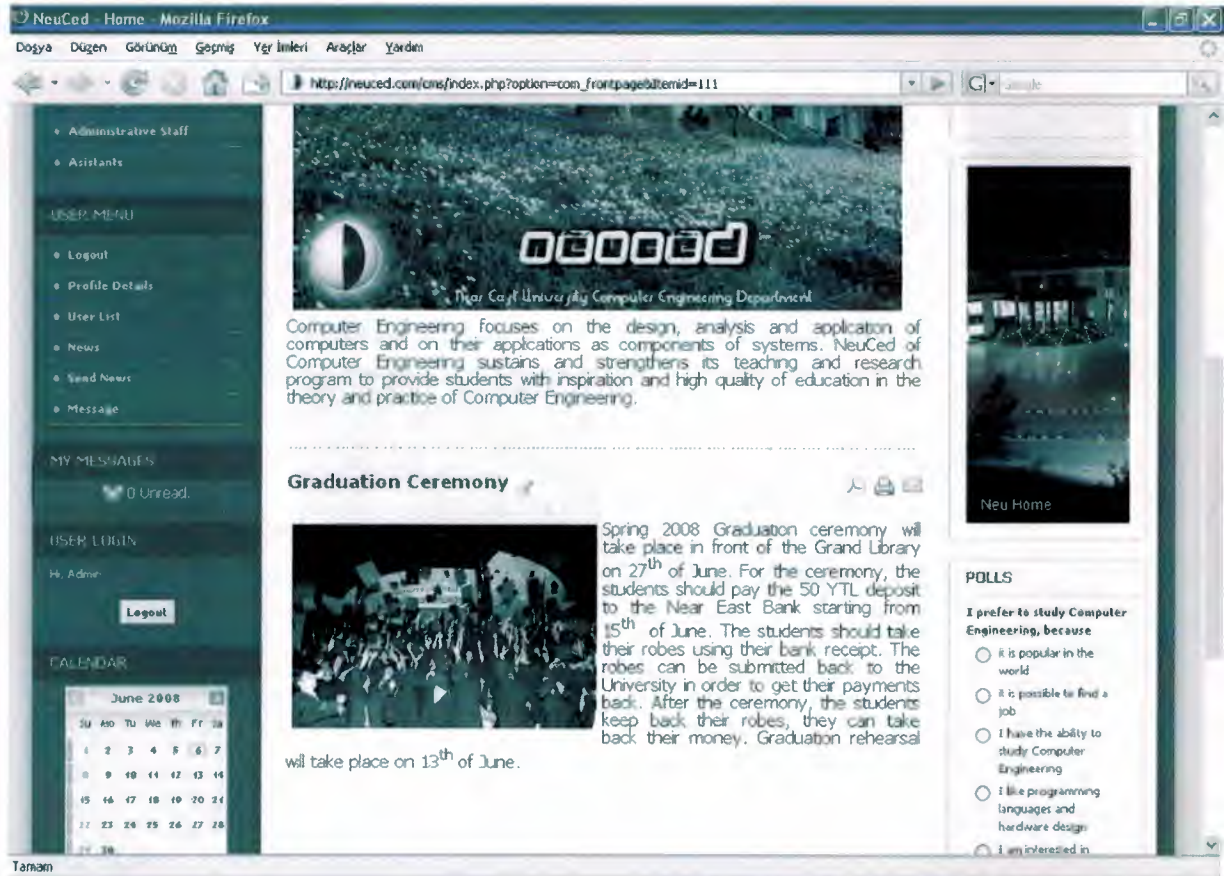 NeuCed - Home - Mozilla Firefox
Dosya Düzen Görünüm Geçmiş Yer İmleri Araçlar Yardım
http://neuced.com/cms/index.php?option=com_frontpage&Itemid=111
G Google
Administrative Staff
Asistants
USER MENU
Logout
Profile Details
User List
News
Send News
Message
MY MESSAGES
0 Unread.
USER LOGIN
Hi, Admin
Logout
CALENDAR
June 2008
Su Mo Tu We Th Fr Sa
1 2 3 4 5 6 7
8 9 10 11 12 13 14
15 16 17 18 19 20 21
22 23 24 25 26 27 28
29 30
neuced
Near East University Computer Engineering Department
Computer Engineering focuses on the design, analysis and application of
computers and on their applications as components of systems. NeuCed of
Computer Engineering sustains and strengthens its teaching and research
program to provide students with inspiration and high quality of education in the
theory and practice of Computer Engineering.
Graduation Ceremony
Spring 2008 Graduation ceremony will
take place in front of the Grand Library
on 27th of June. For the ceremony, the
students should pay the 50 YTL deposit
to the Near East Bank starting from
15th of June. The students should take
their robes using their bank receipt. The
robes can be submitted back to the
University in order to get their payments
back. After the ceremony, the students
keep back their robes, they can take
back their money. Graduation rehearsal
will take place on 13th of June.
Neu Home
POLLS
I prefer to study Computer
Engineering, because
it is popular in the
world
it is possible to find a
job
I have the ability to
study Computer
Engineering
I like programming
languages and
hardware design
I am interested in
Tamam